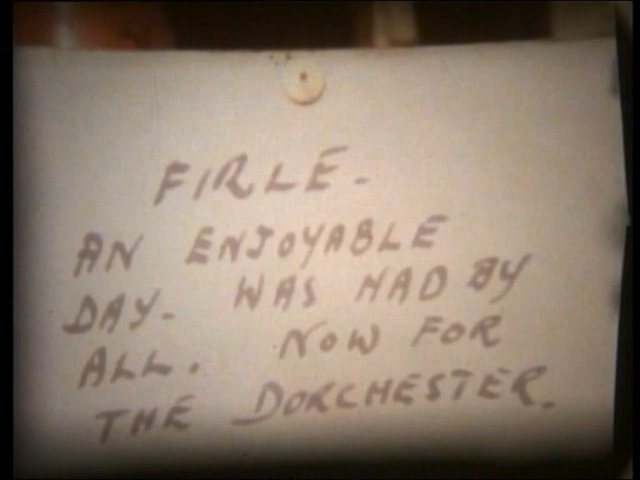 FIRLE -
AN ENJOYABLE
DAY - WAS HAD BY
ALL. NOW FOR
THE DORCHESTER.